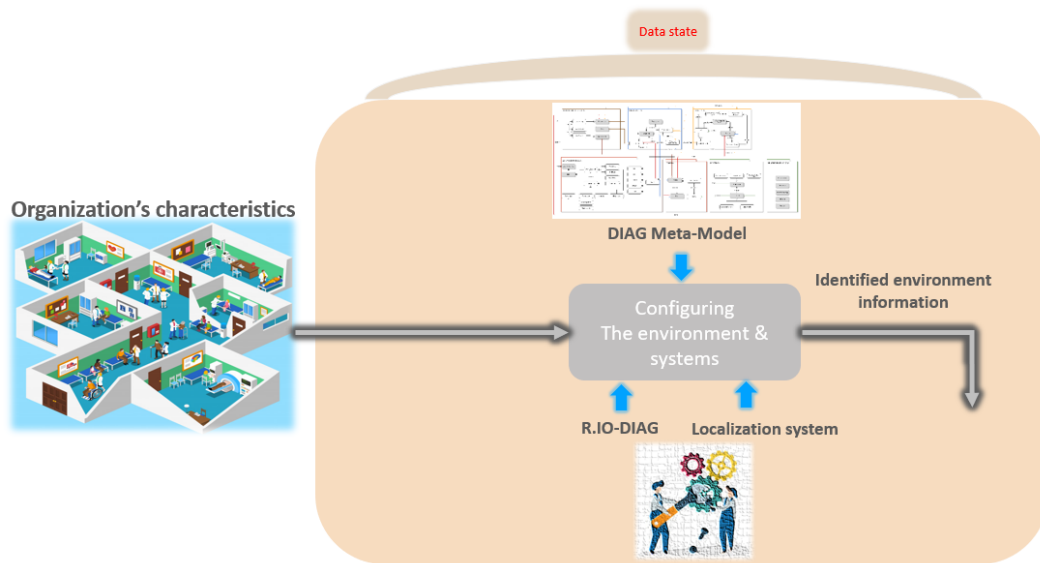 Data state
Organization's characteristics
DIAG Meta-Model
Identified environment
information
Configuring
The environment &
systems
R.IO-DIAG
Localization system